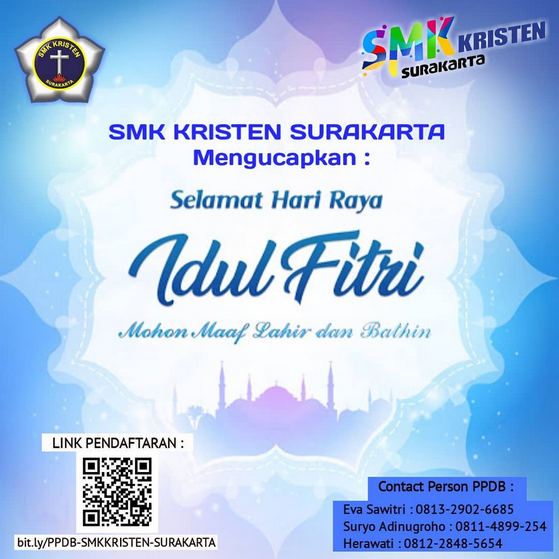 SMK KRISTEN
SURAKARTA
SMK KRISTEN
SURAKARTA
SMK KRISTEN SURAKARTA
Mengucapkan :
Selamat Hari Raya
Idul Fitri
Mohon Maaf Lahir dan Bathin
LINK PENDAFTARAN :
bit.ly/PPDB-SMKKRISTEN-SURAKARTA
Contact Person PPDB :
Eva Sawitri : 0813-2902-6685
Suryo Adinugroho : 0811-4899-254
Herawati : 0812-2848-5654